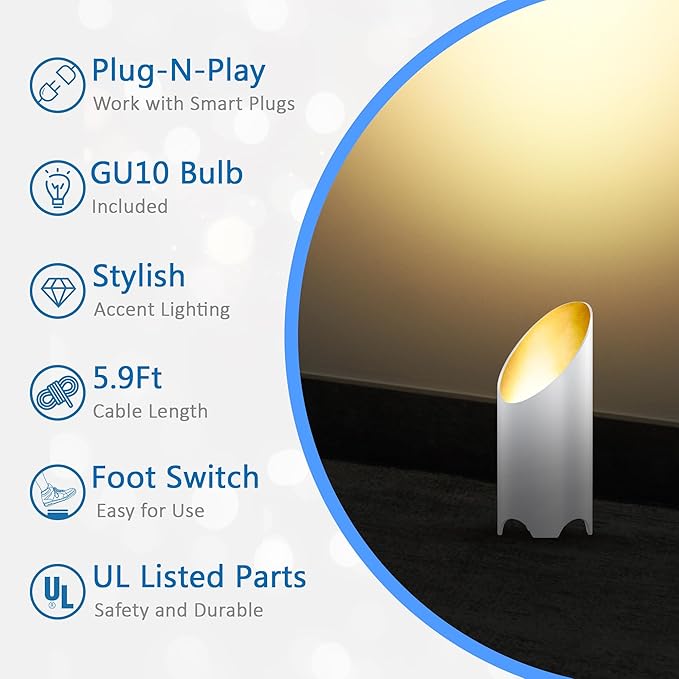 Plug-N-Play
Work with Smart Plugs
GU10 Bulb
Included
Stylish
Accent Lighting
5.9Ft
Cable Length
Foot Switch
Easy for Use
UL
®
UL Listed Parts
Safety and Durable